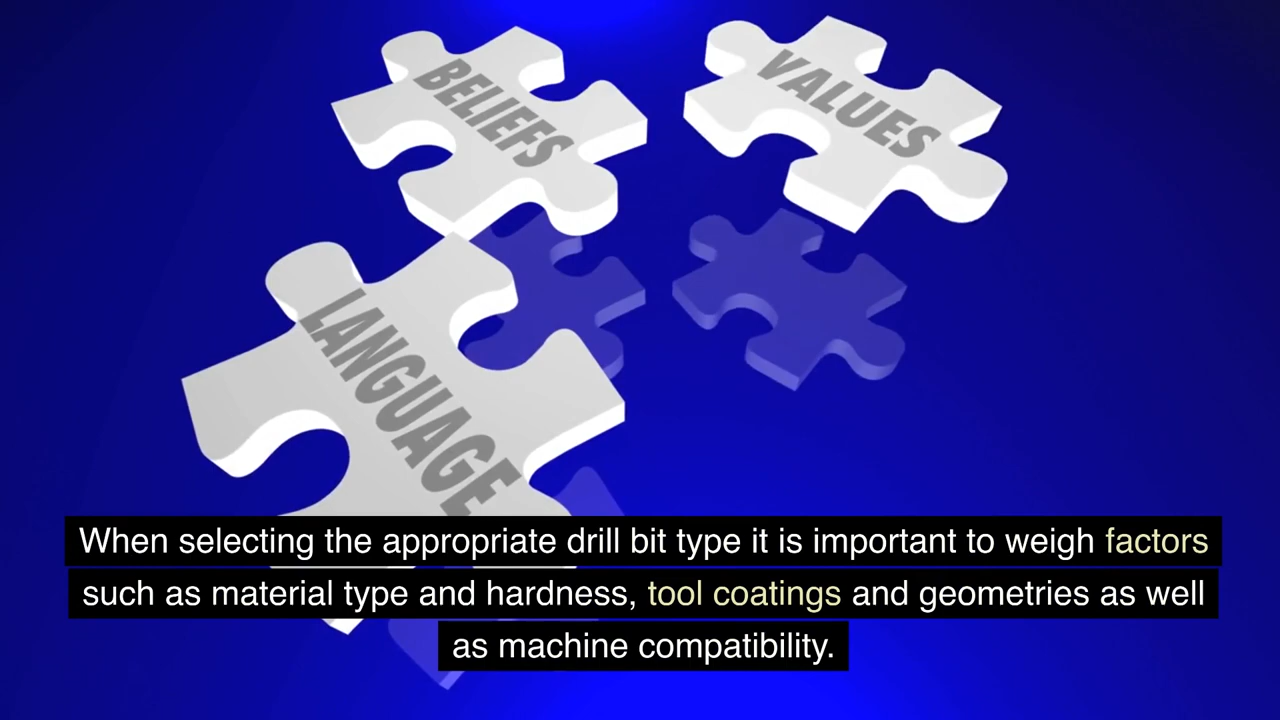 BELIEFS
VALUES
LANGUAGE
When selecting the appropriate drill bit type it is important to weigh factors
such as material type and hardness, tool coatings and geometries as well
as machine compatibility.